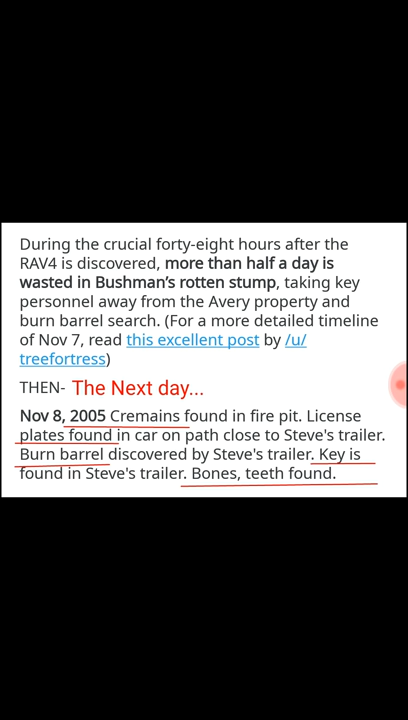 During the crucial forty-eight hours after the
RAV4 is discovered, more than half a day is
wasted in Bushman's rotten stump, taking key
personnel away from the Avery property and
burn barrel search. (For a more detailed timeline
of Nov 7, read this excellent post by /u/
treefortress)
THEN- The Next day...
Nov 8, 2005 Cremains found in fire pit. License
plates found in car on path close to Steve's trailer.
Burn barrel discovered by Steve's trailer. Key is
found in Steve's trailer. Bones, teeth found.